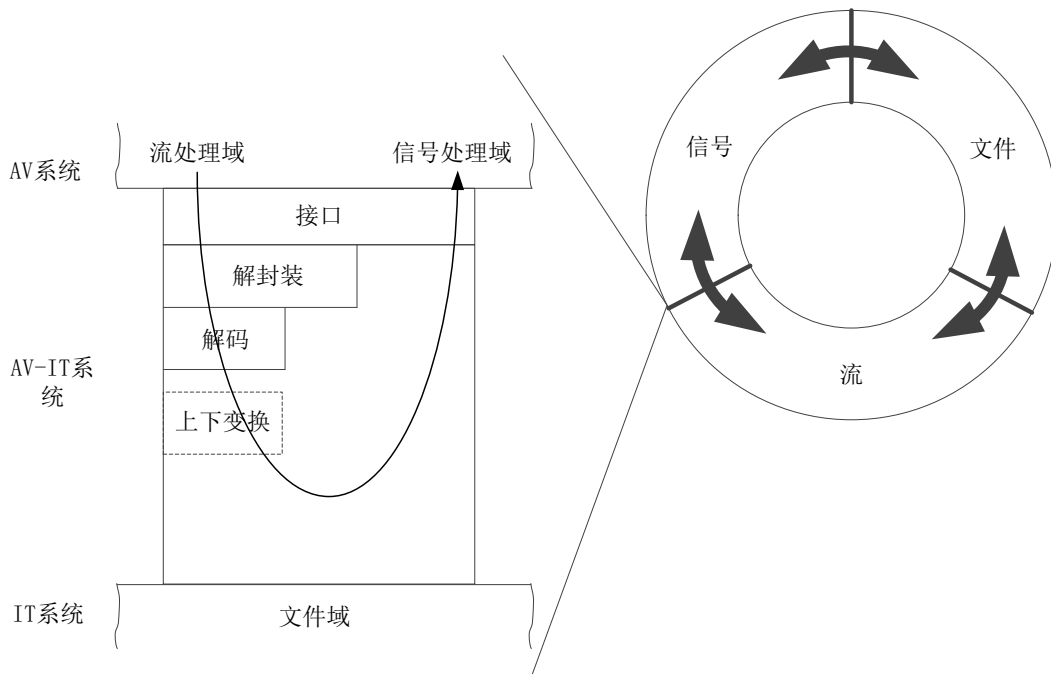 AV系统
流处理域
信号处理域
接口
解封装
解码
AV-IT系
统
上下变换
IT系统
文件域
信号
文件
流